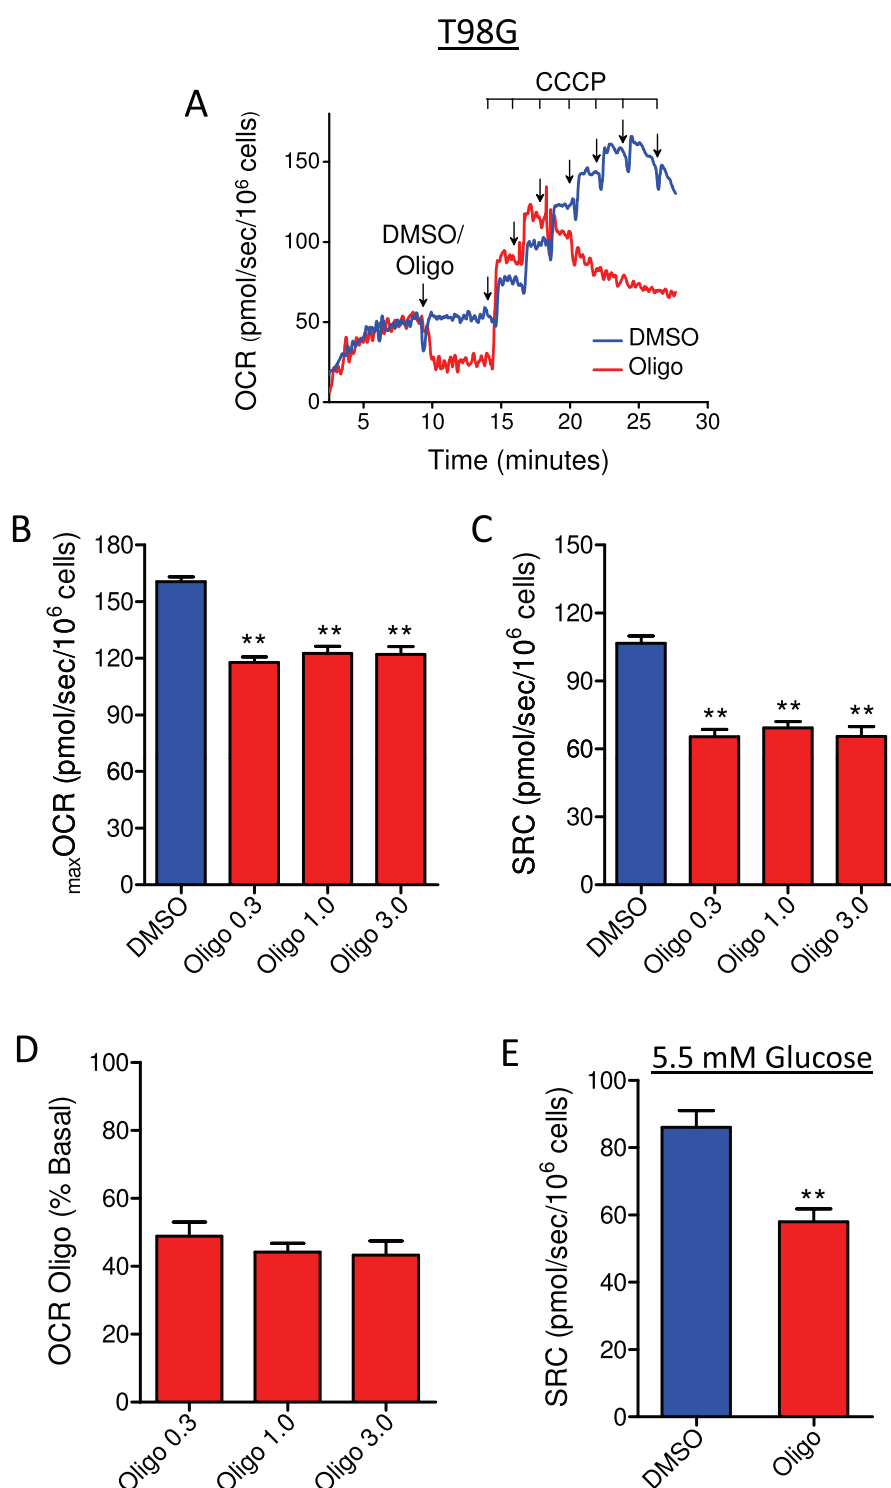 T98G
A
CCCP
OCR (pmol/sec/10⁶ cells)
150
100
50
0
DMSO/
Oligo
DMSO
Oligo
5
10
15
20
25
30
Time (minutes)
B
maxOCR (pmol/sec/10⁶ cells)
180
150
120
90
60
30
0
**
**
**
DMSO
Oligo 0.3
Oligo 1.0
Oligo 3.0
C
SRC (pmol/sec/10⁶ cells)
150
120
90
60
30
0
**
**
**
DMSO
Oligo 0.3
Oligo 1.0
Oligo 3.0
D
OCR Oligo (% Basal)
100
80
60
40
20
0
Oligo 0.3
Oligo 1.0
Oligo 3.0
E
5.5 mM Glucose
SRC (pmol/sec/10⁶ cells)
100
80
60
40
20
0
**
DMSO
Oligo